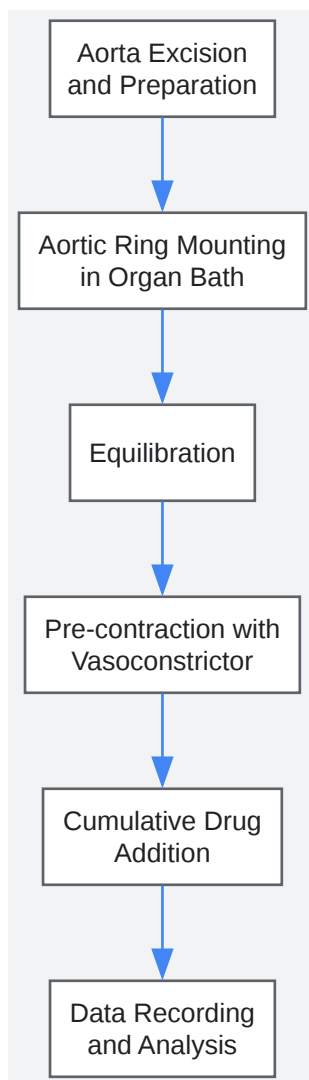 Aorta Excision
and Preparation
Aortic Ring Mounting
in Organ Bath
Equilibration
Pre-contraction with
Vasoconstrictor
Cumulative Drug
Addition
Data Recording
and Analysis